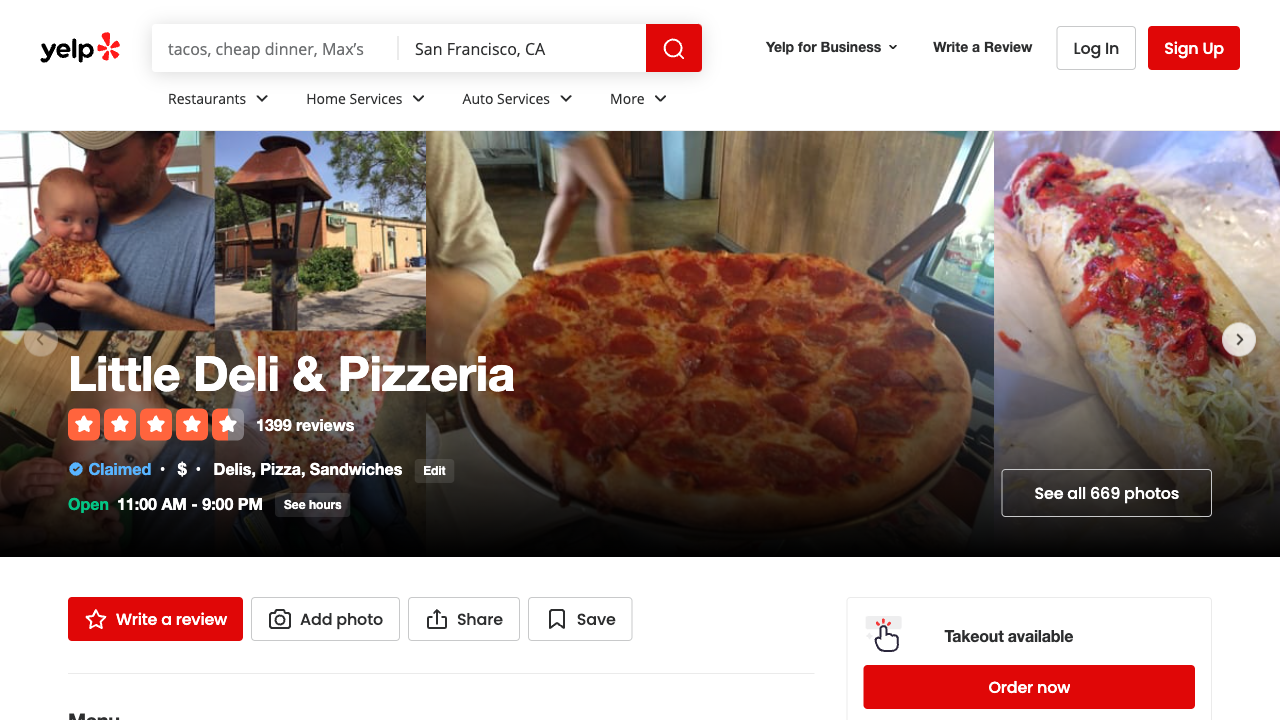 yelp
tacos, cheap dinner, Max's
San Francisco, CA
Yelp for Business
Write a Review
Log In
Sign Up
Restaurants
Home Services
Auto Services
More
Little Deli & Pizzeria
1399 reviews
Claimed • $ • Delis, Pizza, Sandwiches Edit
Open 11:00 AM - 9:00 PM See hours
See all 669 photos
Write a review
Add photo
Share
Save
Takeout available
Order now
Menu